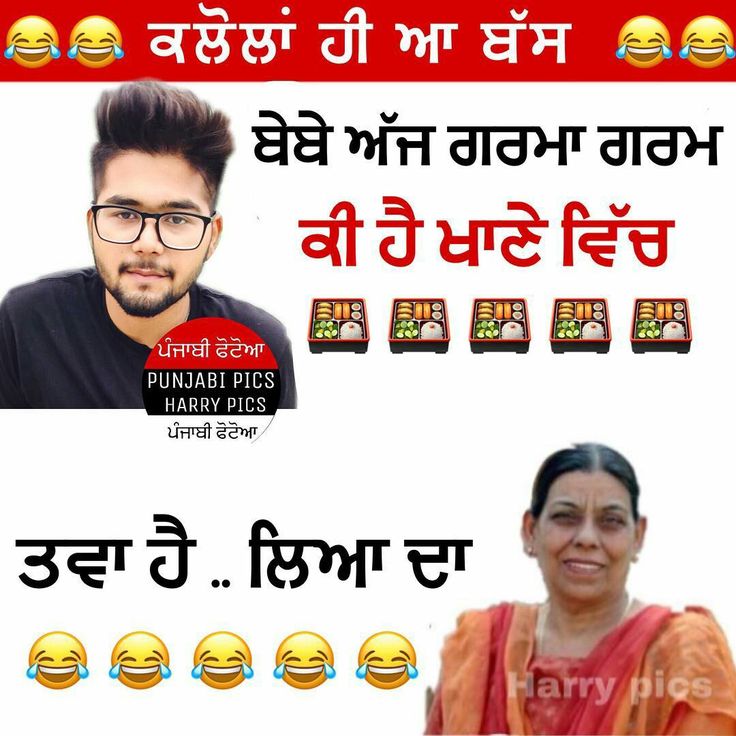 ਕਲੋਲਾਂ ਹੀ ਆ ਬੱਸ
ਬੇਬੇ ਅੱਜ ਗਰਮਾ ਗਰਮ
ਕੀ ਹੈ ਖਾਣੇ ਵਿੱਚ
ਪੰਜਾਬੀ ਫੋਟੋਆ
PUNJABI PICS
HARRY PICS
ਪੰਜਾਬੀ ਫੋਟੋਆ
ਤਵਾ ਹੈ .. ਲਿਆ ਦਾ
Harry pics